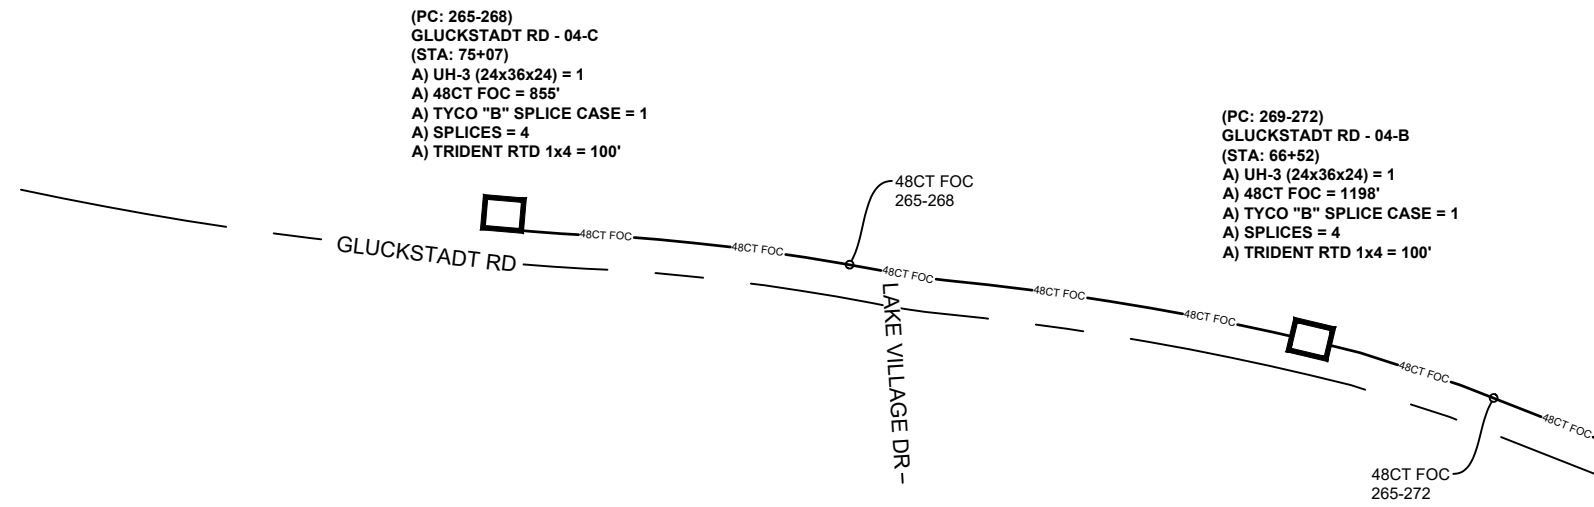 (PC: 265-268)
GLUCKSTADT RD - 04-C
(STA: 75+07)
A) UH-3 (24x36x24) = 1
A) 48CT FOC = 855'
A) TYCO "B" SPLICE CASE = 1
A) SPLICES = 4
A) TRIDENT RTD 1x4 = 100'
(PC: 269-272)
GLUCKSTADT RD - 04-B
(STA: 66+52)
A) UH-3 (24x36x24) = 1
A) 48CT FOC = 1198'
A) TYCO "B" SPLICE CASE = 1
A) SPLICES = 4
A) TRIDENT RTD 1x4 = 100'
48CT FOC
265-268
48CT FOC
48CT FOC
48CT FOC
48CT FOC
48CT FOC
48CT FOC
48CT FOC
GLUCKSTADT RD
LAKE VILLAGE DR
48CT FOC
265-272